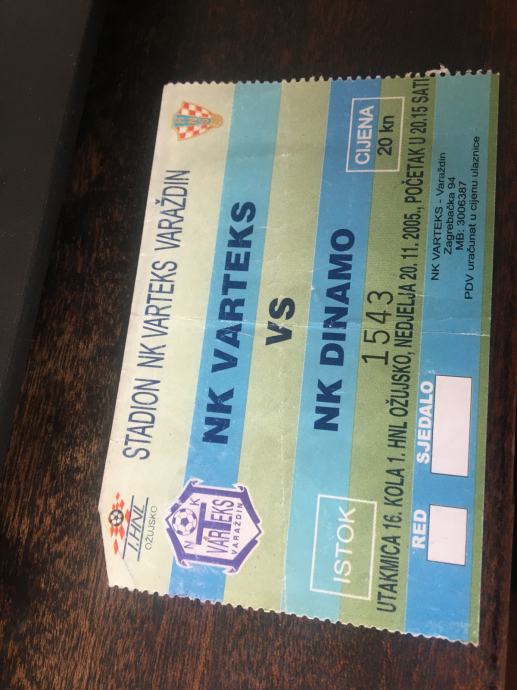 1. HNL
OŽUJSKO
STADION NK VARTEKS VARAŽDIN
N K
VARTEKS
VARAŽDIN
NK VARTEKS
VS
NK DINAMO
ISTOK
CIJENA
20 kn
1543
UTAKMICA 16. KOLA 1. HNL OŽUJSKO, NEDJELJA 20. 11. 2005., POČETAK U 20.15 SATI
RED
SJEDALO
NK VARTEKS - Varaždin
Zagrebačka 94
MB: 3006387
PDV uračunat u cijenu ulaznice